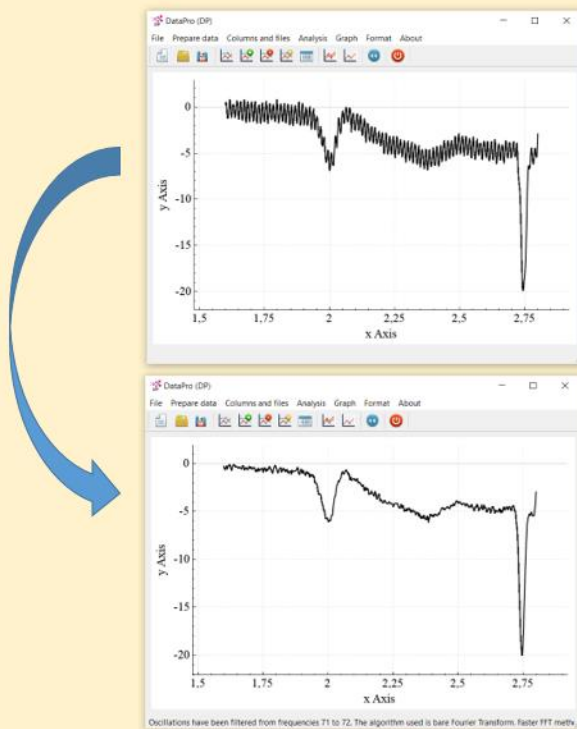 DataPro (DP)
File Prepare data Columns and files Analysis Graph Format About
0
-5
-10
-15
-20
y Axis
1,5 1,75 2 2,25 2,5 2,75
x Axis
DataPro (DP)
File Prepare data Columns and files Analysis Graph Format About
0
-5
-10
-15
-20
y Axis
1,5 1,75 2 2,25 2,5 2,75
x Axis
Oscillations have been filtered from frequencies 71 to 72. The algorithm used is bare Fourier Transform. Faster FFT